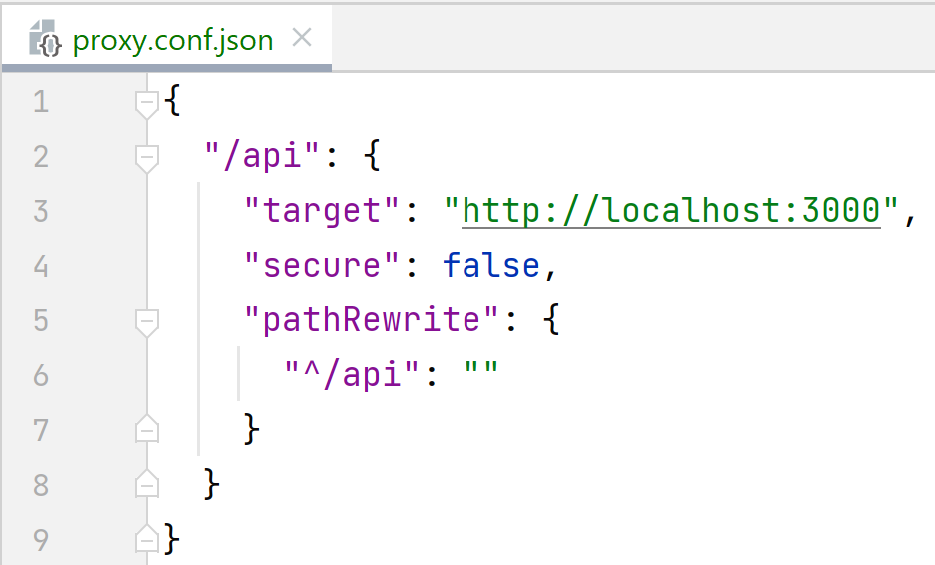 proxy.conf.json
1 {
2 "/api": {
3 "target": "http://localhost:3000",
4 "secure": false,
5 "pathRewrite": {
6 "^/api": ""
7 }
8 }
9 }